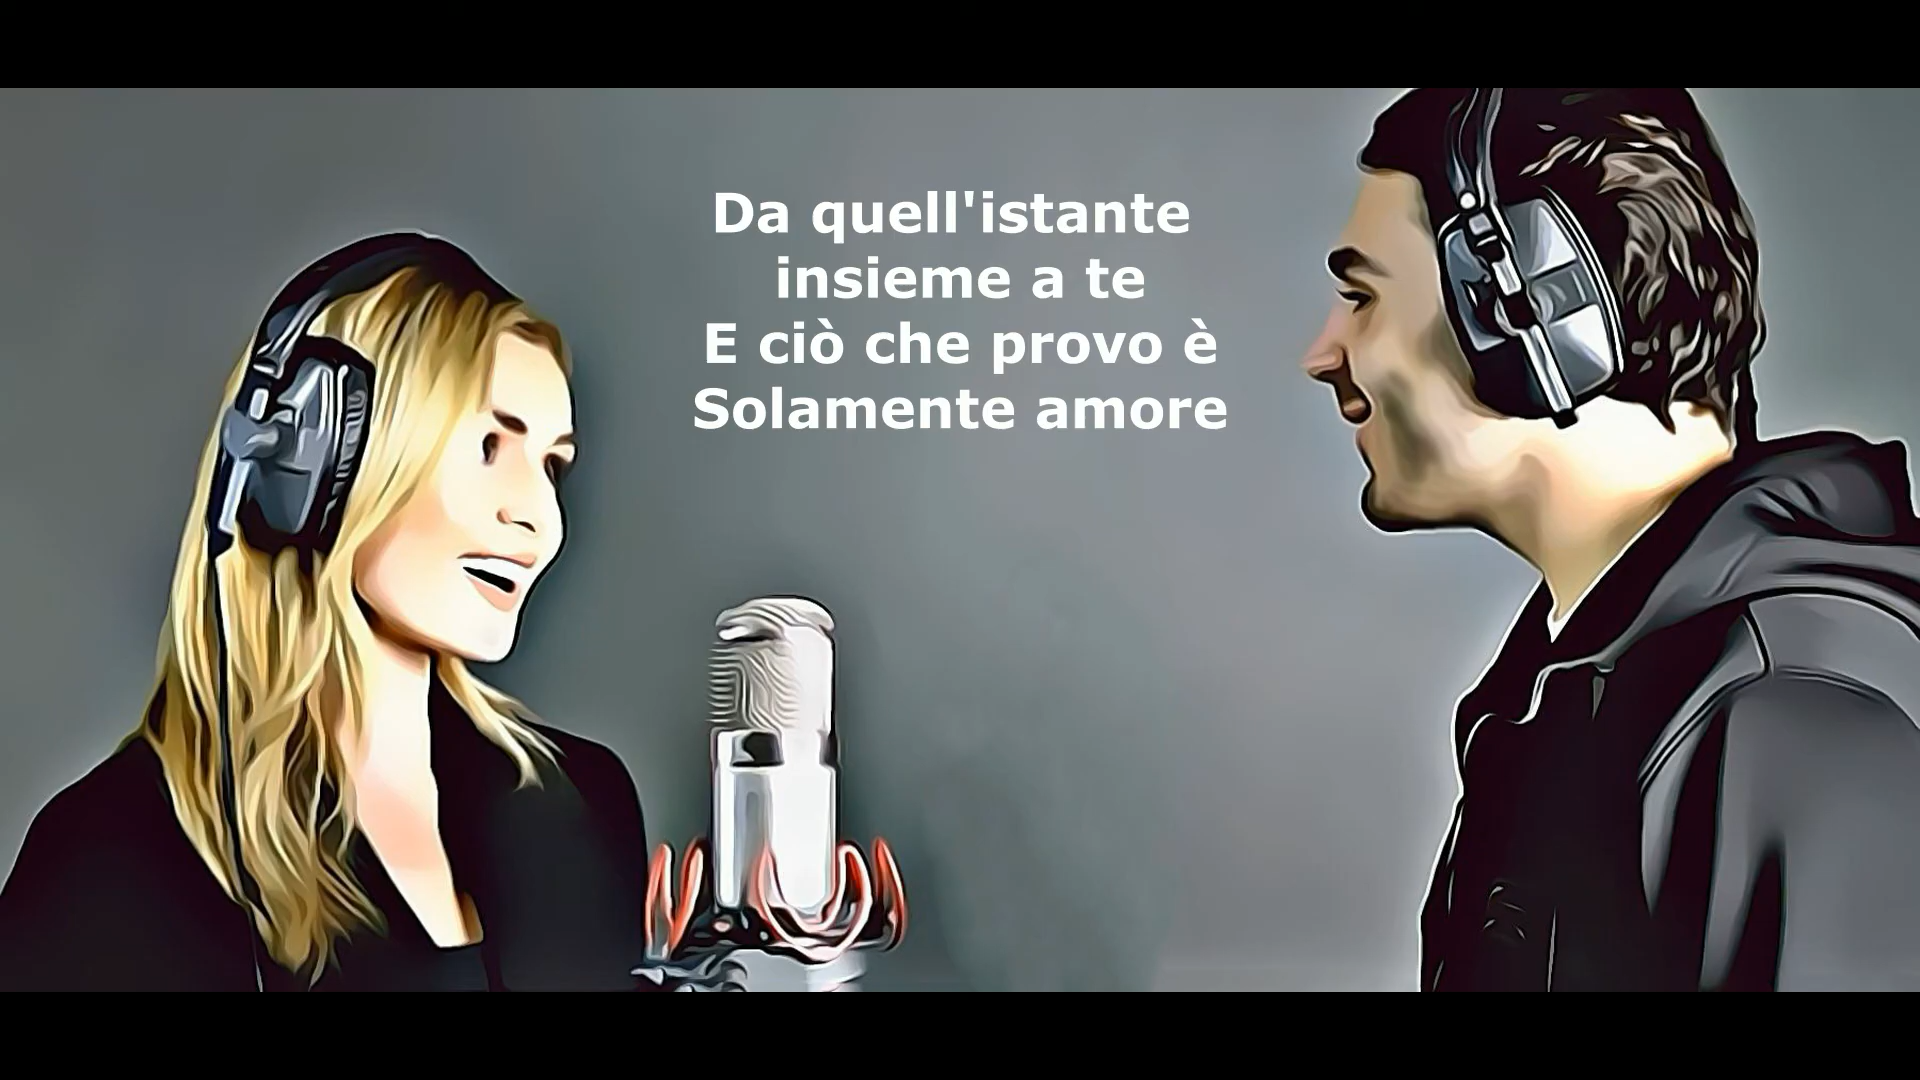 Da quell'istante
insieme a te
E ciò che provo è
Solamente amore